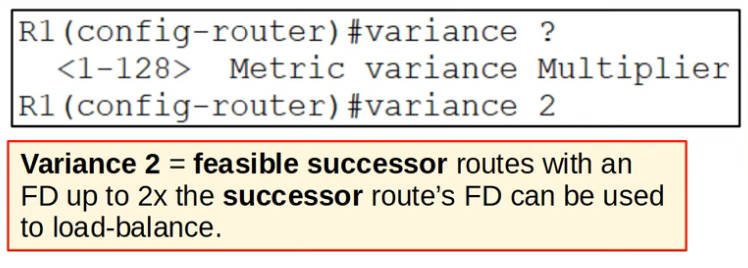 R1(config-router)#variance ?
<1-128> Metric variance Multiplier
R1(config-router)#variance 2
Variance 2 = feasible successor routes with an
FD up to 2x the successor route's FD can be used
to load-balance.